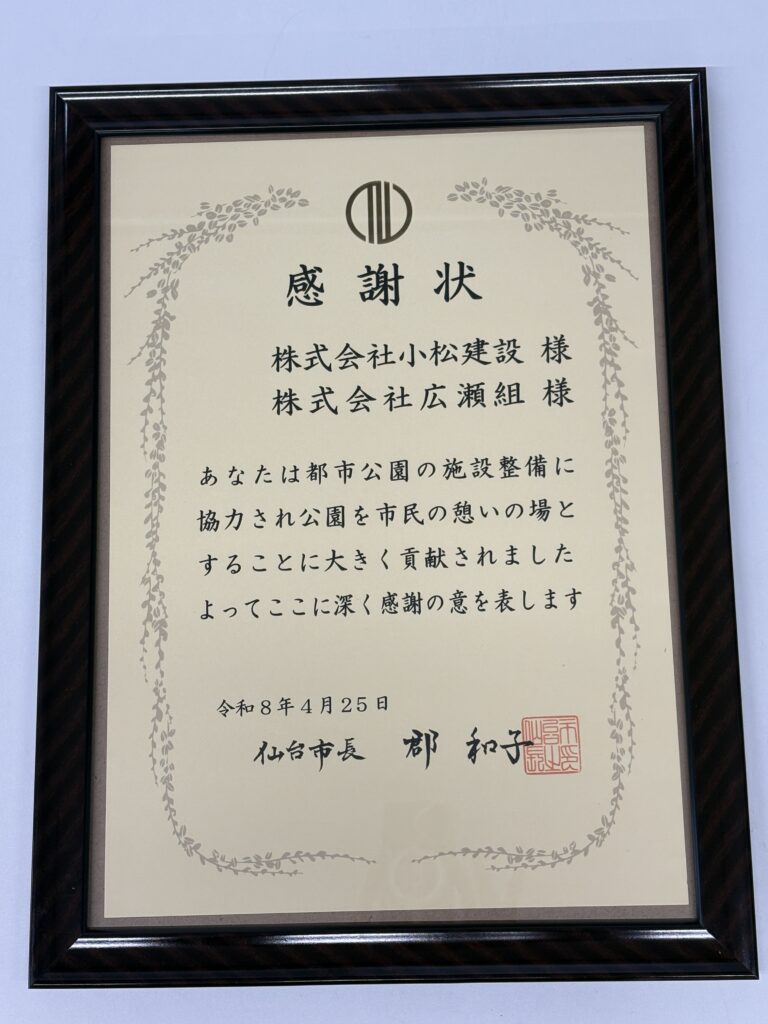 感謝状
株式会社小松建設 様
株式会社広瀬組 様
あなたは都市公園の施設整備に
協力され公園を市民の憩いの場と
することに大きく貢献されました
よってここに深く感謝の意を表します
令和8年4月25日
仙台市長 郡 和子